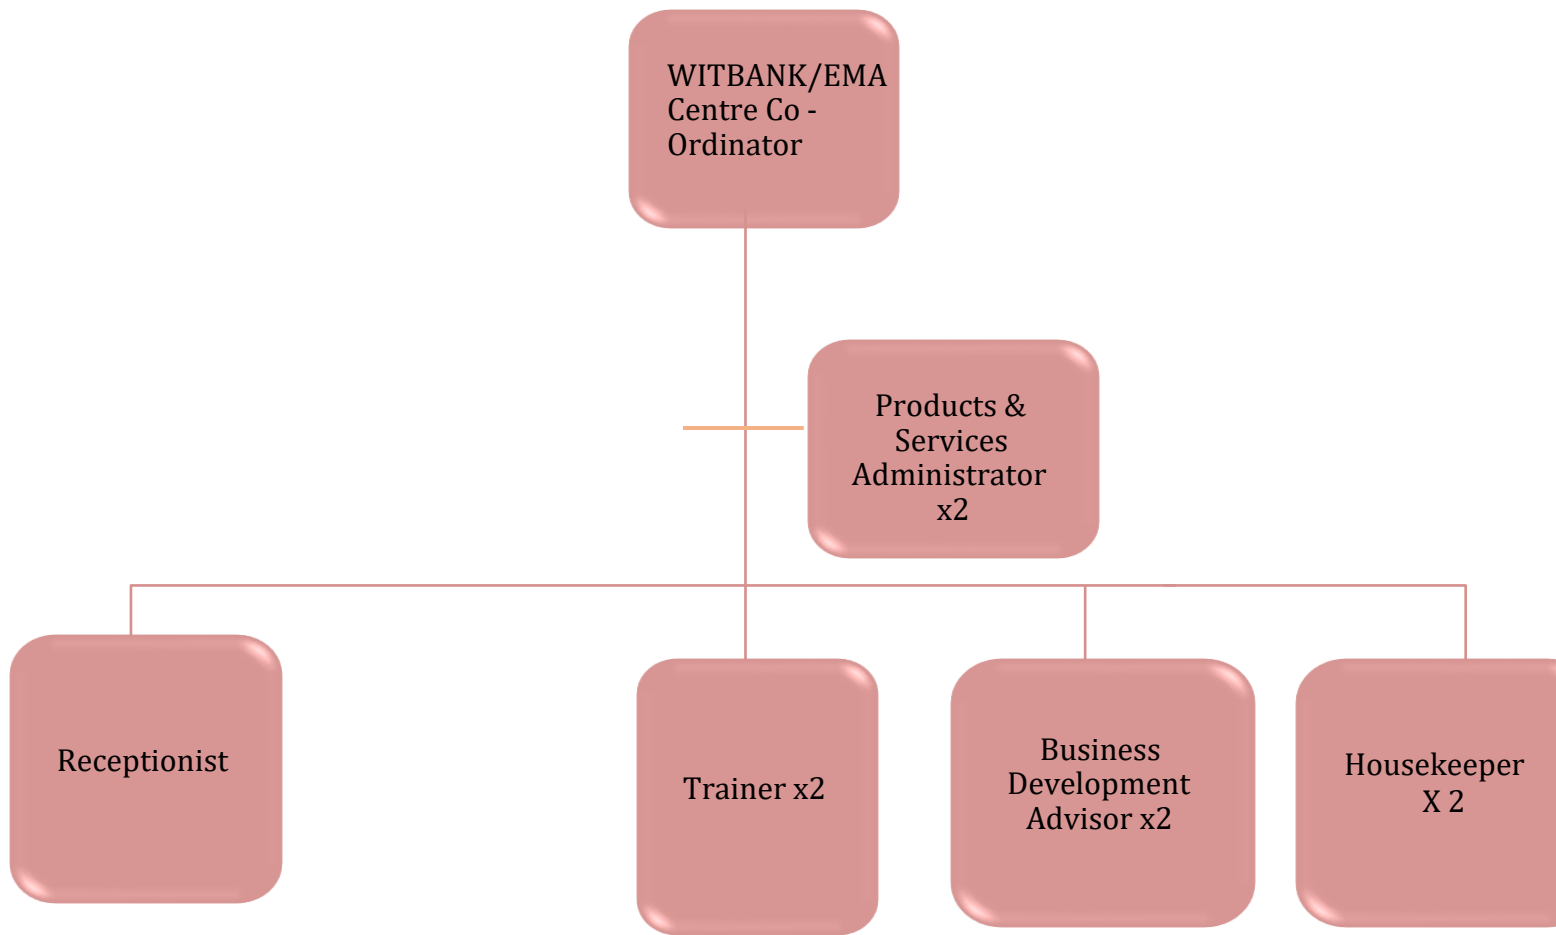 WITBANK/EMA
Centre Co -
Ordinator
Products &
Services
Administrator
x2
Receptionist
Trainer x2
Business
Development
Advisor x2
Housekeeper
X 2